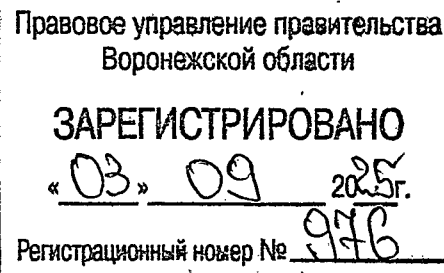 Правовое управление правительства
Воронежской области
ЗАРЕГИСТРИРОВАНО
« 03 » 09 2025г.
Регистрационный номер № 976